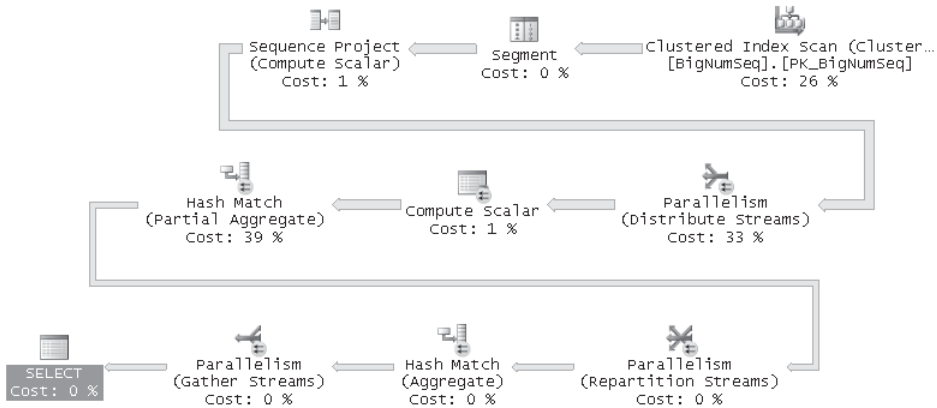 Sequence Project
(Compute Scalar)
Cost: 1 %
Segment
Cost: 0 %
Clustered Index Scan (Cluster…
[BigNumSeq].[PK_BigNumSeq]
Cost: 26 %
Hash Match
(Partial Aggregate)
Cost: 39 %
Compute Scalar
Cost: 1 %
Parallelism
(Distribute Streams)
Cost: 33 %
SELECT
Cost: 0 %
Parallelism
(Gather Streams)
Cost: 0 %
Hash Match
(Aggregate)
Cost: 0 %
Parallelism
(Repartition Streams)
Cost: 0 %